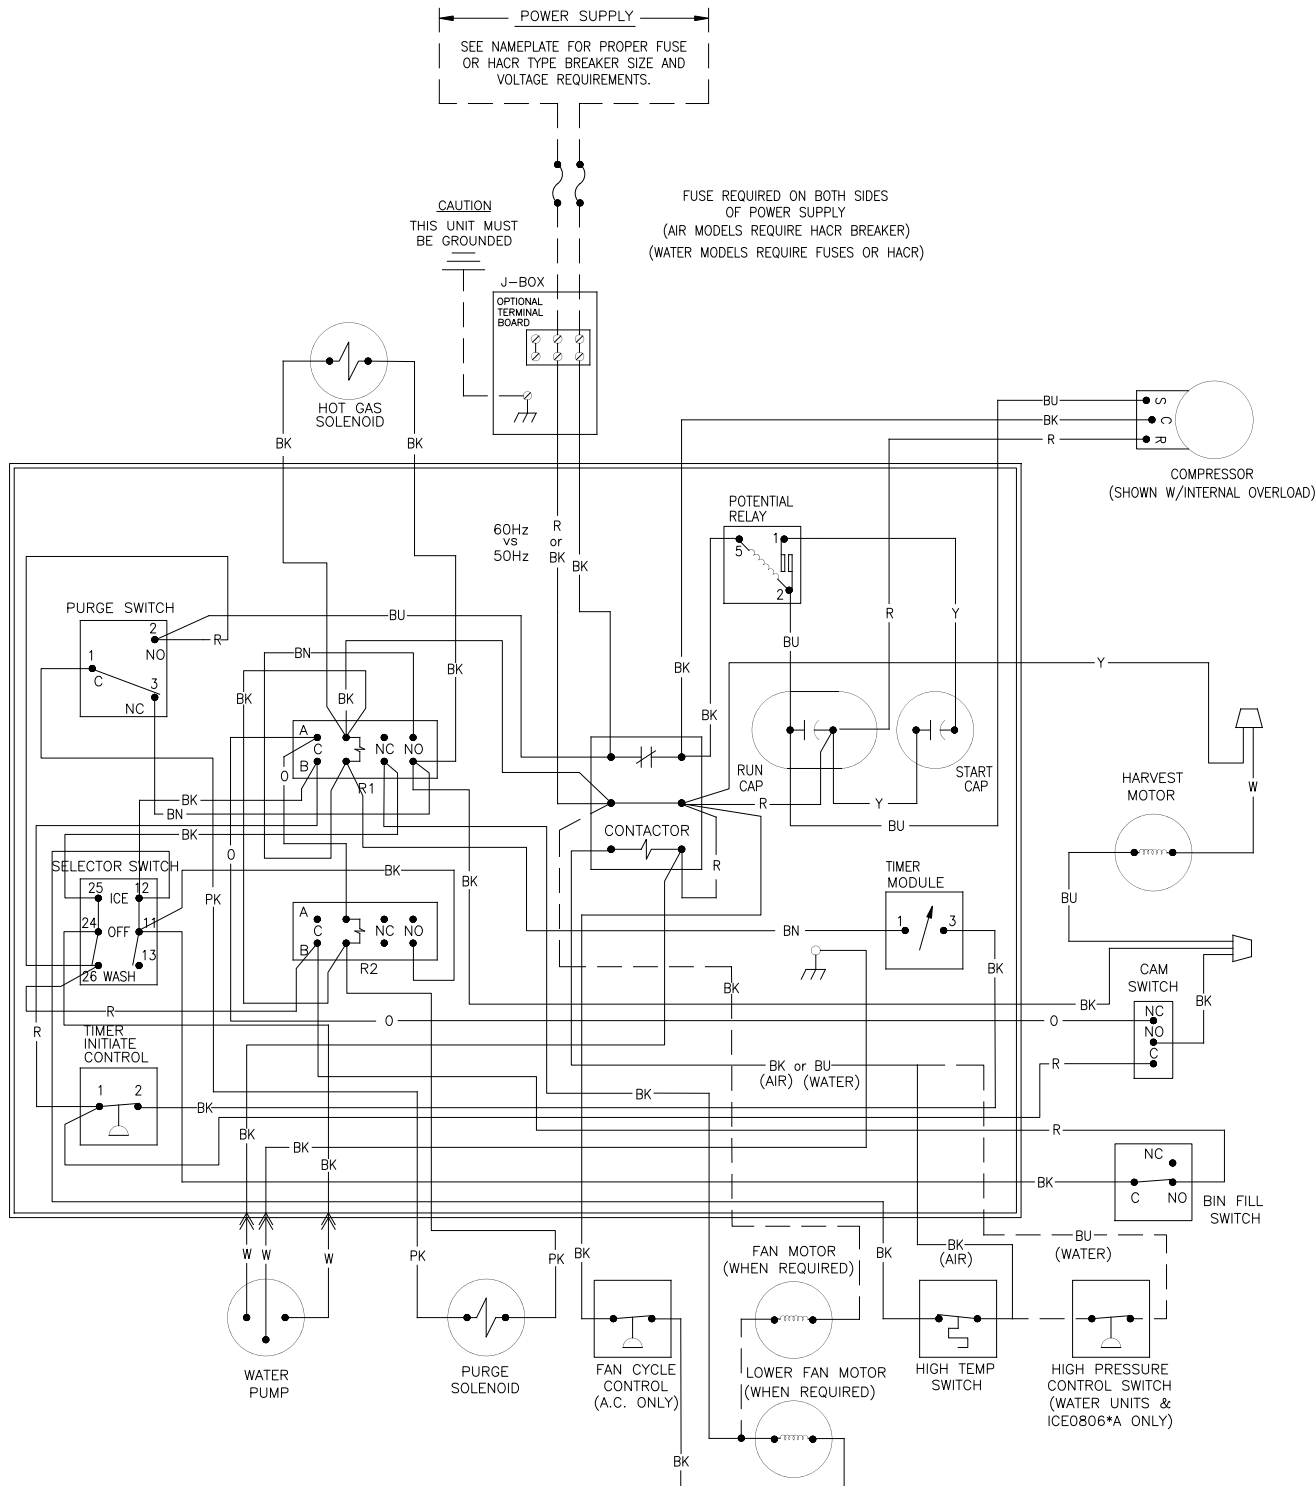 POWER SUPPLY
SEE NAMEPLATE FOR PROPER FUSE
OR HACR TYPE BREAKER SIZE AND
VOLTAGE REQUIREMENTS.
FUSE REQUIRED ON BOTH SIDES
OF POWER SUPPLY
(AIR MODELS REQUIRE HACR BREAKER)
(WATER MODELS REQUIRE FUSES OR HACR)
CAUTION
THIS UNIT MUST
BE GROUNDED
J-BOX
OPTIONAL
TERMINAL
BOARD
HOT GAS
SOLENOID
BK
BK
BU
BK
R
S
C
R
COMPRESSOR
(SHOWN W/INTERNAL OVERLOAD)
60Hz
vs
50Hz
R
or
BK
BK
POTENTIAL
RELAY
5
1
2
PURGE SWITCH
2
NO
1
C
3
NC
R
BU
BN
BK
BK
BK
BK
BK
BU
R
Y
Y
A
C
B
NC
NO
R1
O
RUN
CAP
START
CAP
R
Y
BU
HARVEST
MOTOR
W
BK
BN
BK
O
CONTACTOR
R
SELECTOR SWITCH
25
ICE
12
24
OFF
11
26
WASH
13
PK
BK
BK
TIMER
MODULE
1
3
BU
A
C
B
NC
NO
R2
BN
BK
BK
R
O
R
TIMER
INITIATE
CONTROL
1
2
BK
BK
O
CAM
SWITCH
NC
NO
C
BK
R
BK or BU
(AIR) (WATER)
BK
BK
BK
BK
R
BK
NC
C
NO
BIN FILL
SWITCH
W
W
W
PK
PK
BK
BK
BK
(AIR)
BU
(WATER)
WATER
PUMP
PURGE
SOLENOID
FAN CYCLE
CONTROL
(A.C. ONLY)
FAN MOTOR
(WHEN REQUIRED)
LOWER FAN MOTOR
(WHEN REQUIRED)
HIGH TEMP
SWITCH
HIGH PRESSURE
CONTROL SWITCH
(WATER UNITS &
ICE0806*A ONLY)
BK